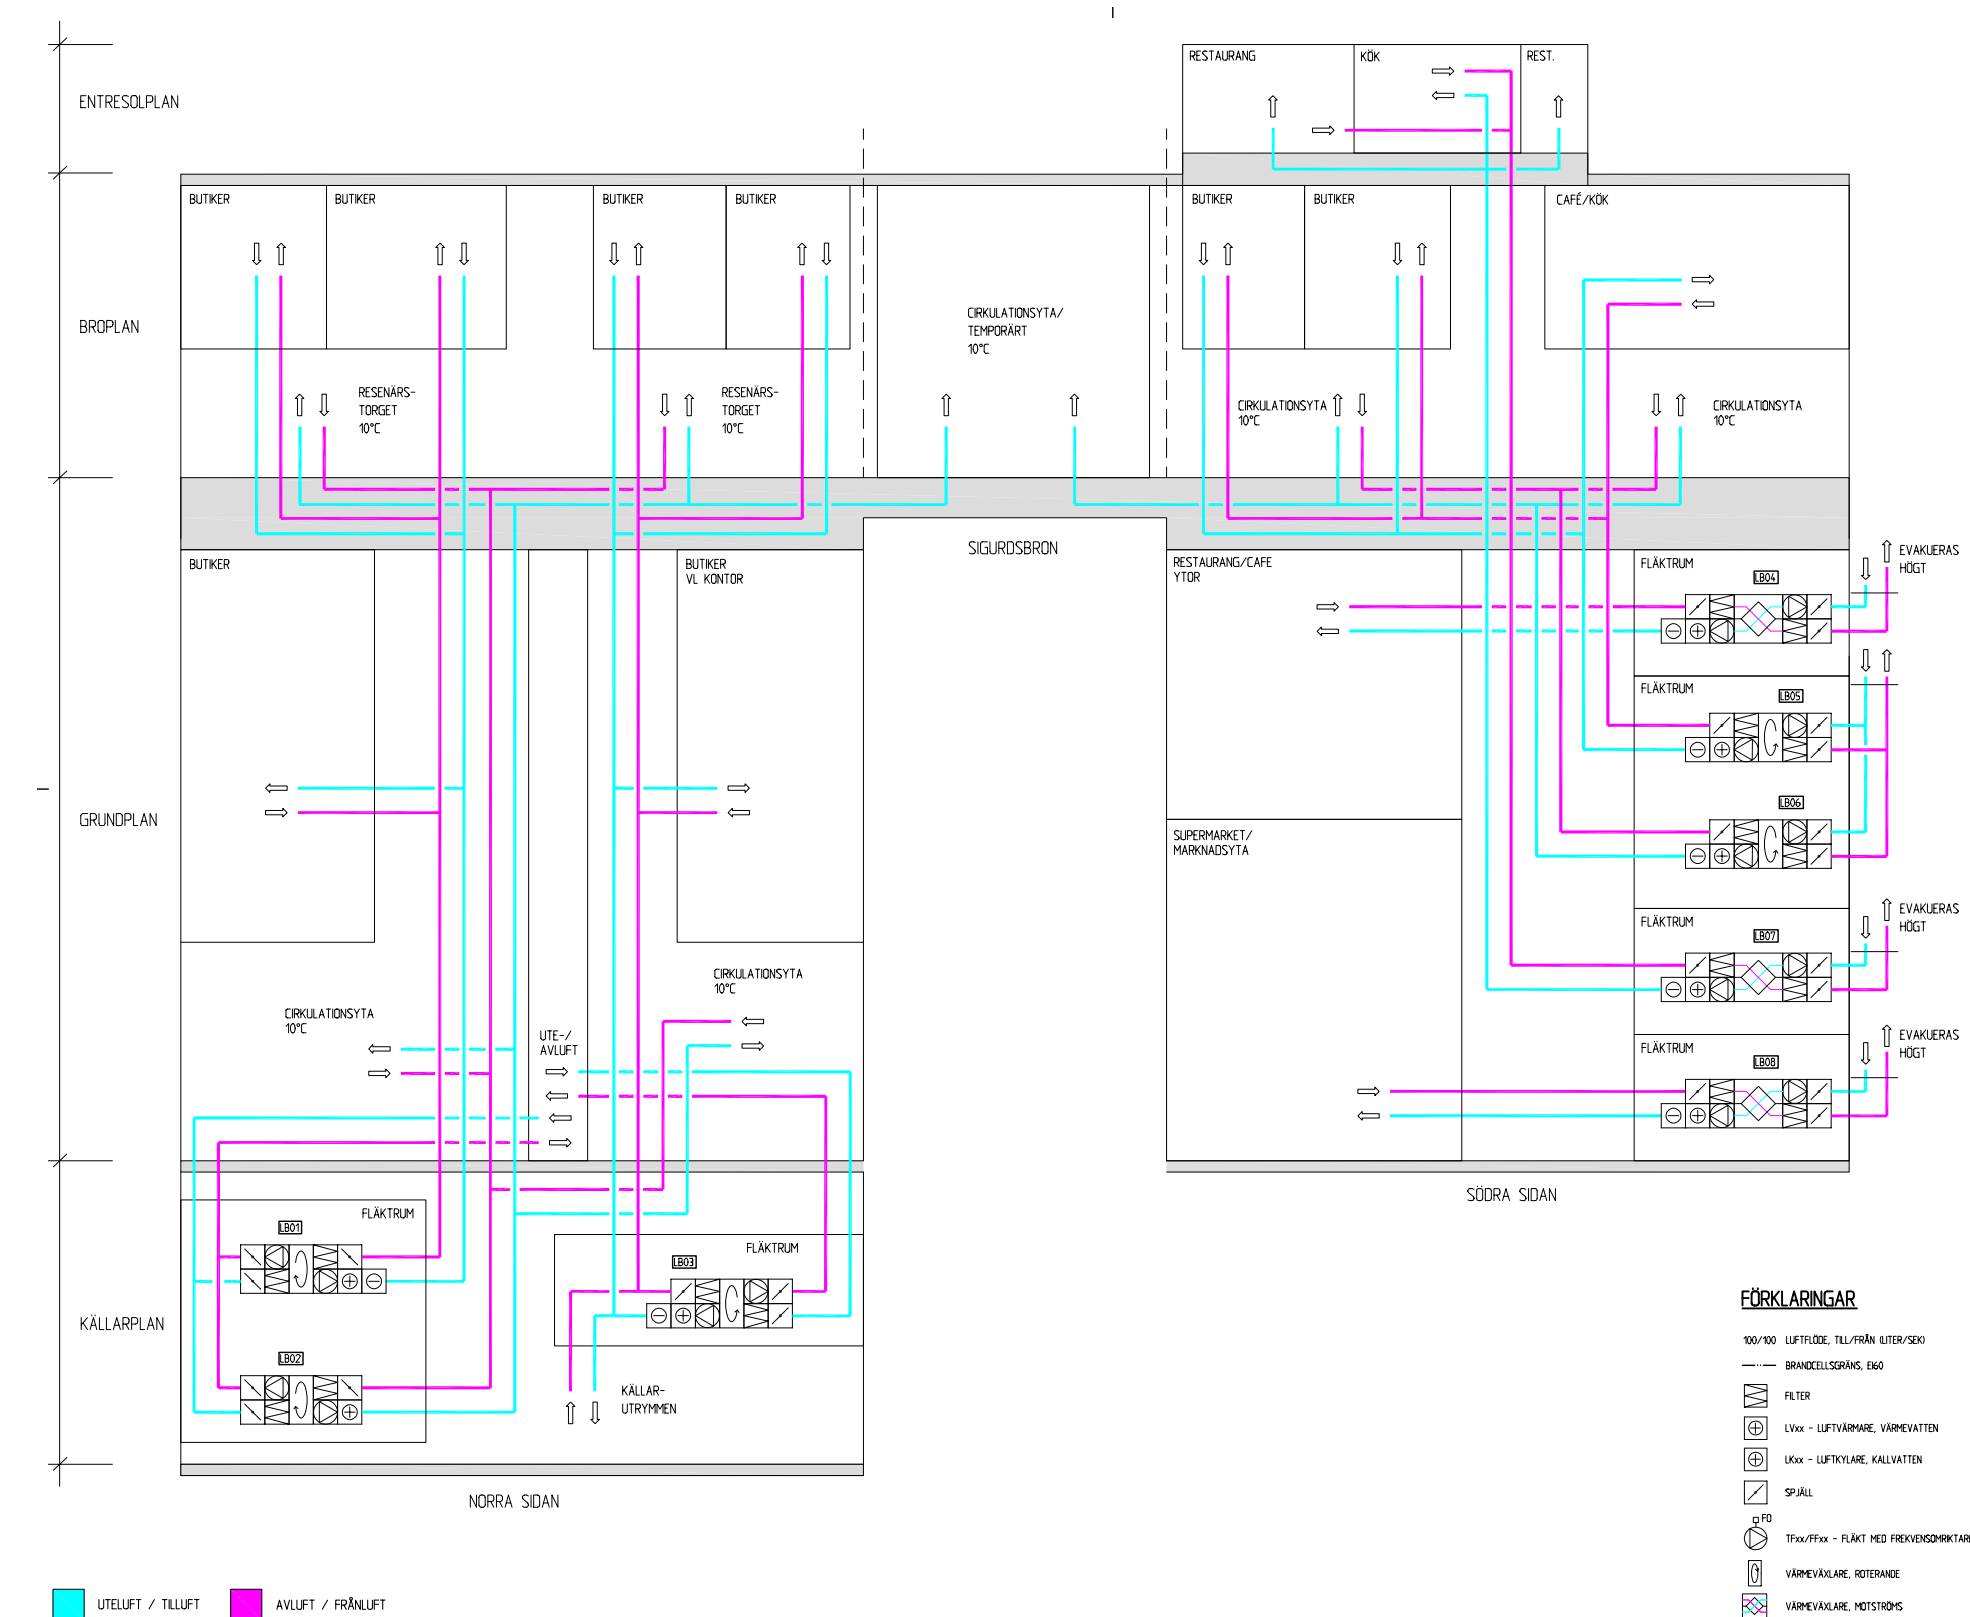 ENTRESOLPLAN
RESTAURANG
KÖK
REST.
BROPLAN
BUTIKER
BUTIKER
BUTIKER
BUTIKER
BUTIKER
BUTIKER
CAFÉ/KÖK
CIRKULATIONSYTA/
TEMPORÄRT
10°C
RESENÄRS-
TORGET
10°C
RESENÄRS-
TORGET
10°C
CIRKULATIONSYTA
10°C
CIRKULATIONSYTA
10°C
SIGURDSBRON
GRUNDPLAN
BUTIKER
BUTIKER
VL KONTOR
RESTAURANG/CAFE
YTOR
FLÄKTRUM
LB04
EVAKUERAS
HÖGT
FLÄKTRUM
LB05
LB06
SUPERMARKET/
MARKNADSYTA
FLÄKTRUM
LB07
EVAKUERAS
HÖGT
CIRKULATIONSYTA
10°C
CIRKULATIONSYTA
10°C
UTE-/
AVLUFT
FLÄKTRUM
LB08
EVAKUERAS
HÖGT
SÖDRA SIDAN
KÄLLARPLAN
FLÄKTRUM
LB01
LB02
FLÄKTRUM
LB03
KÄLLAR-
UTRYMMEN
NORRA SIDAN
FÖRKLARINGAR
100/100 LUFTFLÖDE, TILL/FRÅN (LITER/SEK)
BRANDCELLSGRÄNS, EI60
FILTER
LVxx - LUFTVÄRMARE, VÄRMEVATTEN
LKxx - LUFTKYLARE, KALLVATTEN
SPJÄLL
FO
TFxx/FFxx - FLÄKT MED FREKVENSOMRIKTARE
VÄRMEVÄXLARE, ROTERANDE
VÄRMEVÄXLARE, MOTSTRÖMS
UTELUFT / TILLUFT
AVLUFT / FRÅNLUFT